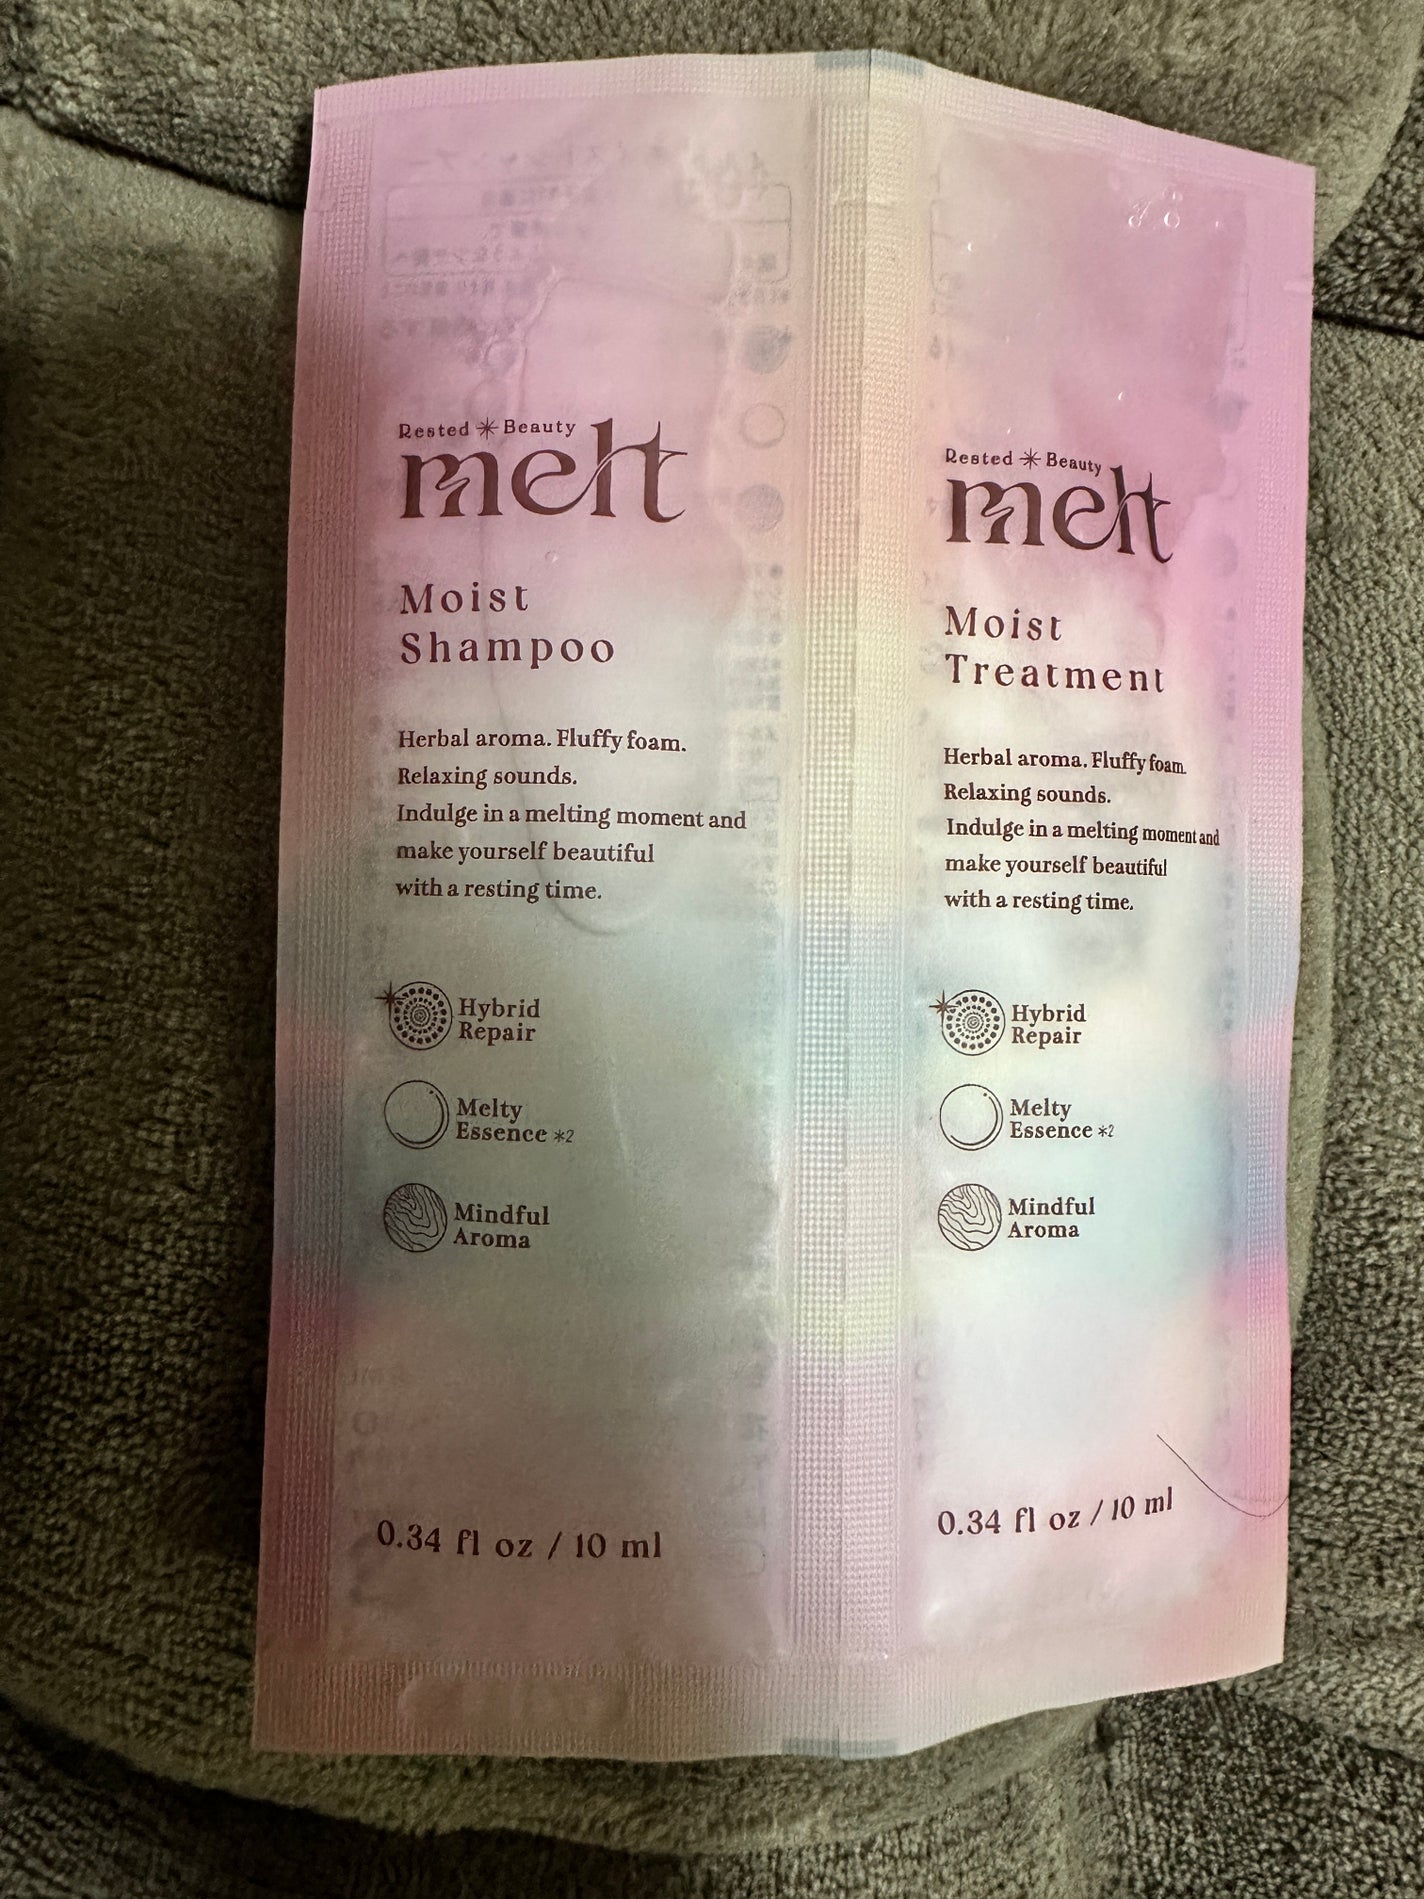 Rested Beauty
melt
Moist
Shampoo
Herbal aroma. Fluffy foam.
Relaxing sounds.
Indulge in a melting moment and
make yourself beautiful
with a resting time.
Hybrid
Repair
Melty
Essence *2
Mindful
Aroma
0.34 fl oz / 10 ml
Rested Beauty
melt
Moist
Treatment
Herbal aroma. Fluffy foam.
Relaxing sounds.
Indulge in a melting moment and
make yourself beautiful
with a resting time.
Hybrid
Repair
Melty
Essence *2
Mindful
Aroma
0.34 fl oz / 10 ml